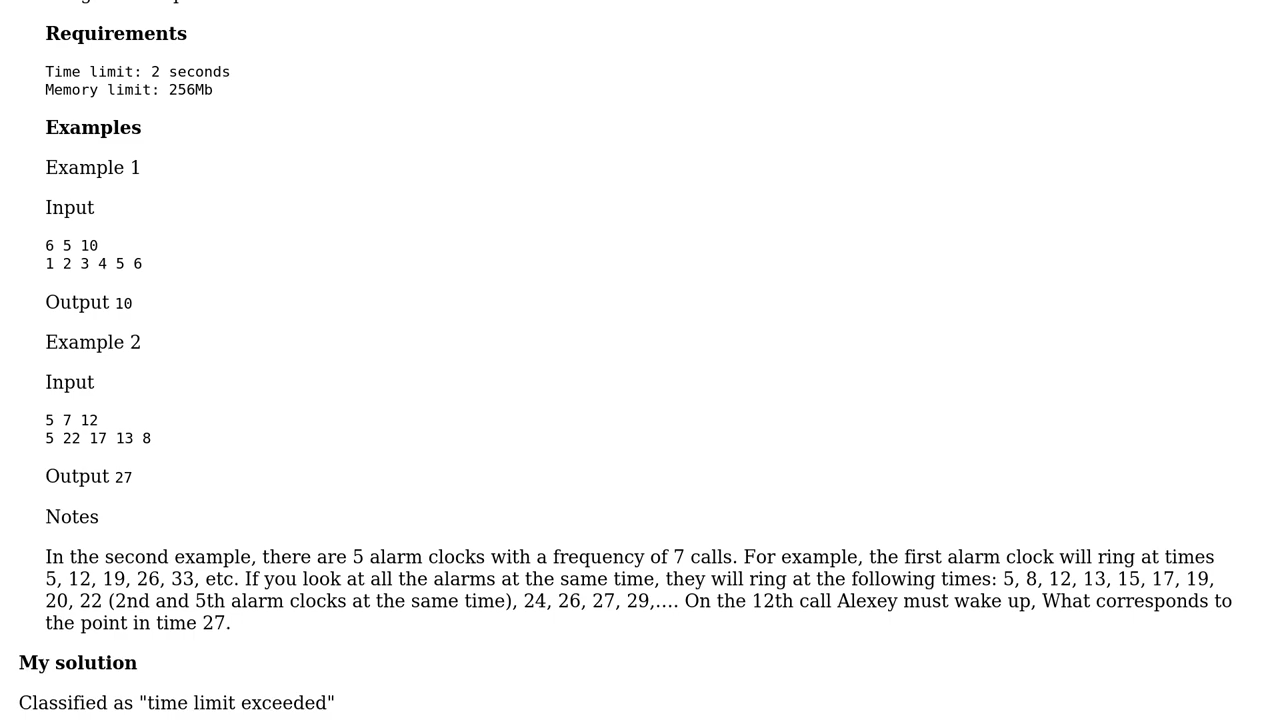 Requirements
Time limit: 2 seconds
Memory limit: 256Mb
Examples
Example 1
Input
6 5 10
1 2 3 4 5 6
Output 10
Example 2
Input
5 7 12
5 22 17 13 8
Output 27
Notes
In the second example, there are 5 alarm clocks with a frequency of 7 calls. For example, the first alarm clock will ring at times
5, 12, 19, 26, 33, etc. If you look at all the alarms at the same time, they will ring at the following times: 5, 8, 12, 13, 15, 17, 19,
20, 22 (2nd and 5th alarm clocks at the same time), 24, 26, 27, 29,.... On the 12th call Alexey must wake up, What corresponds to
the point in time 27.
My solution
Classified as "time limit exceeded"